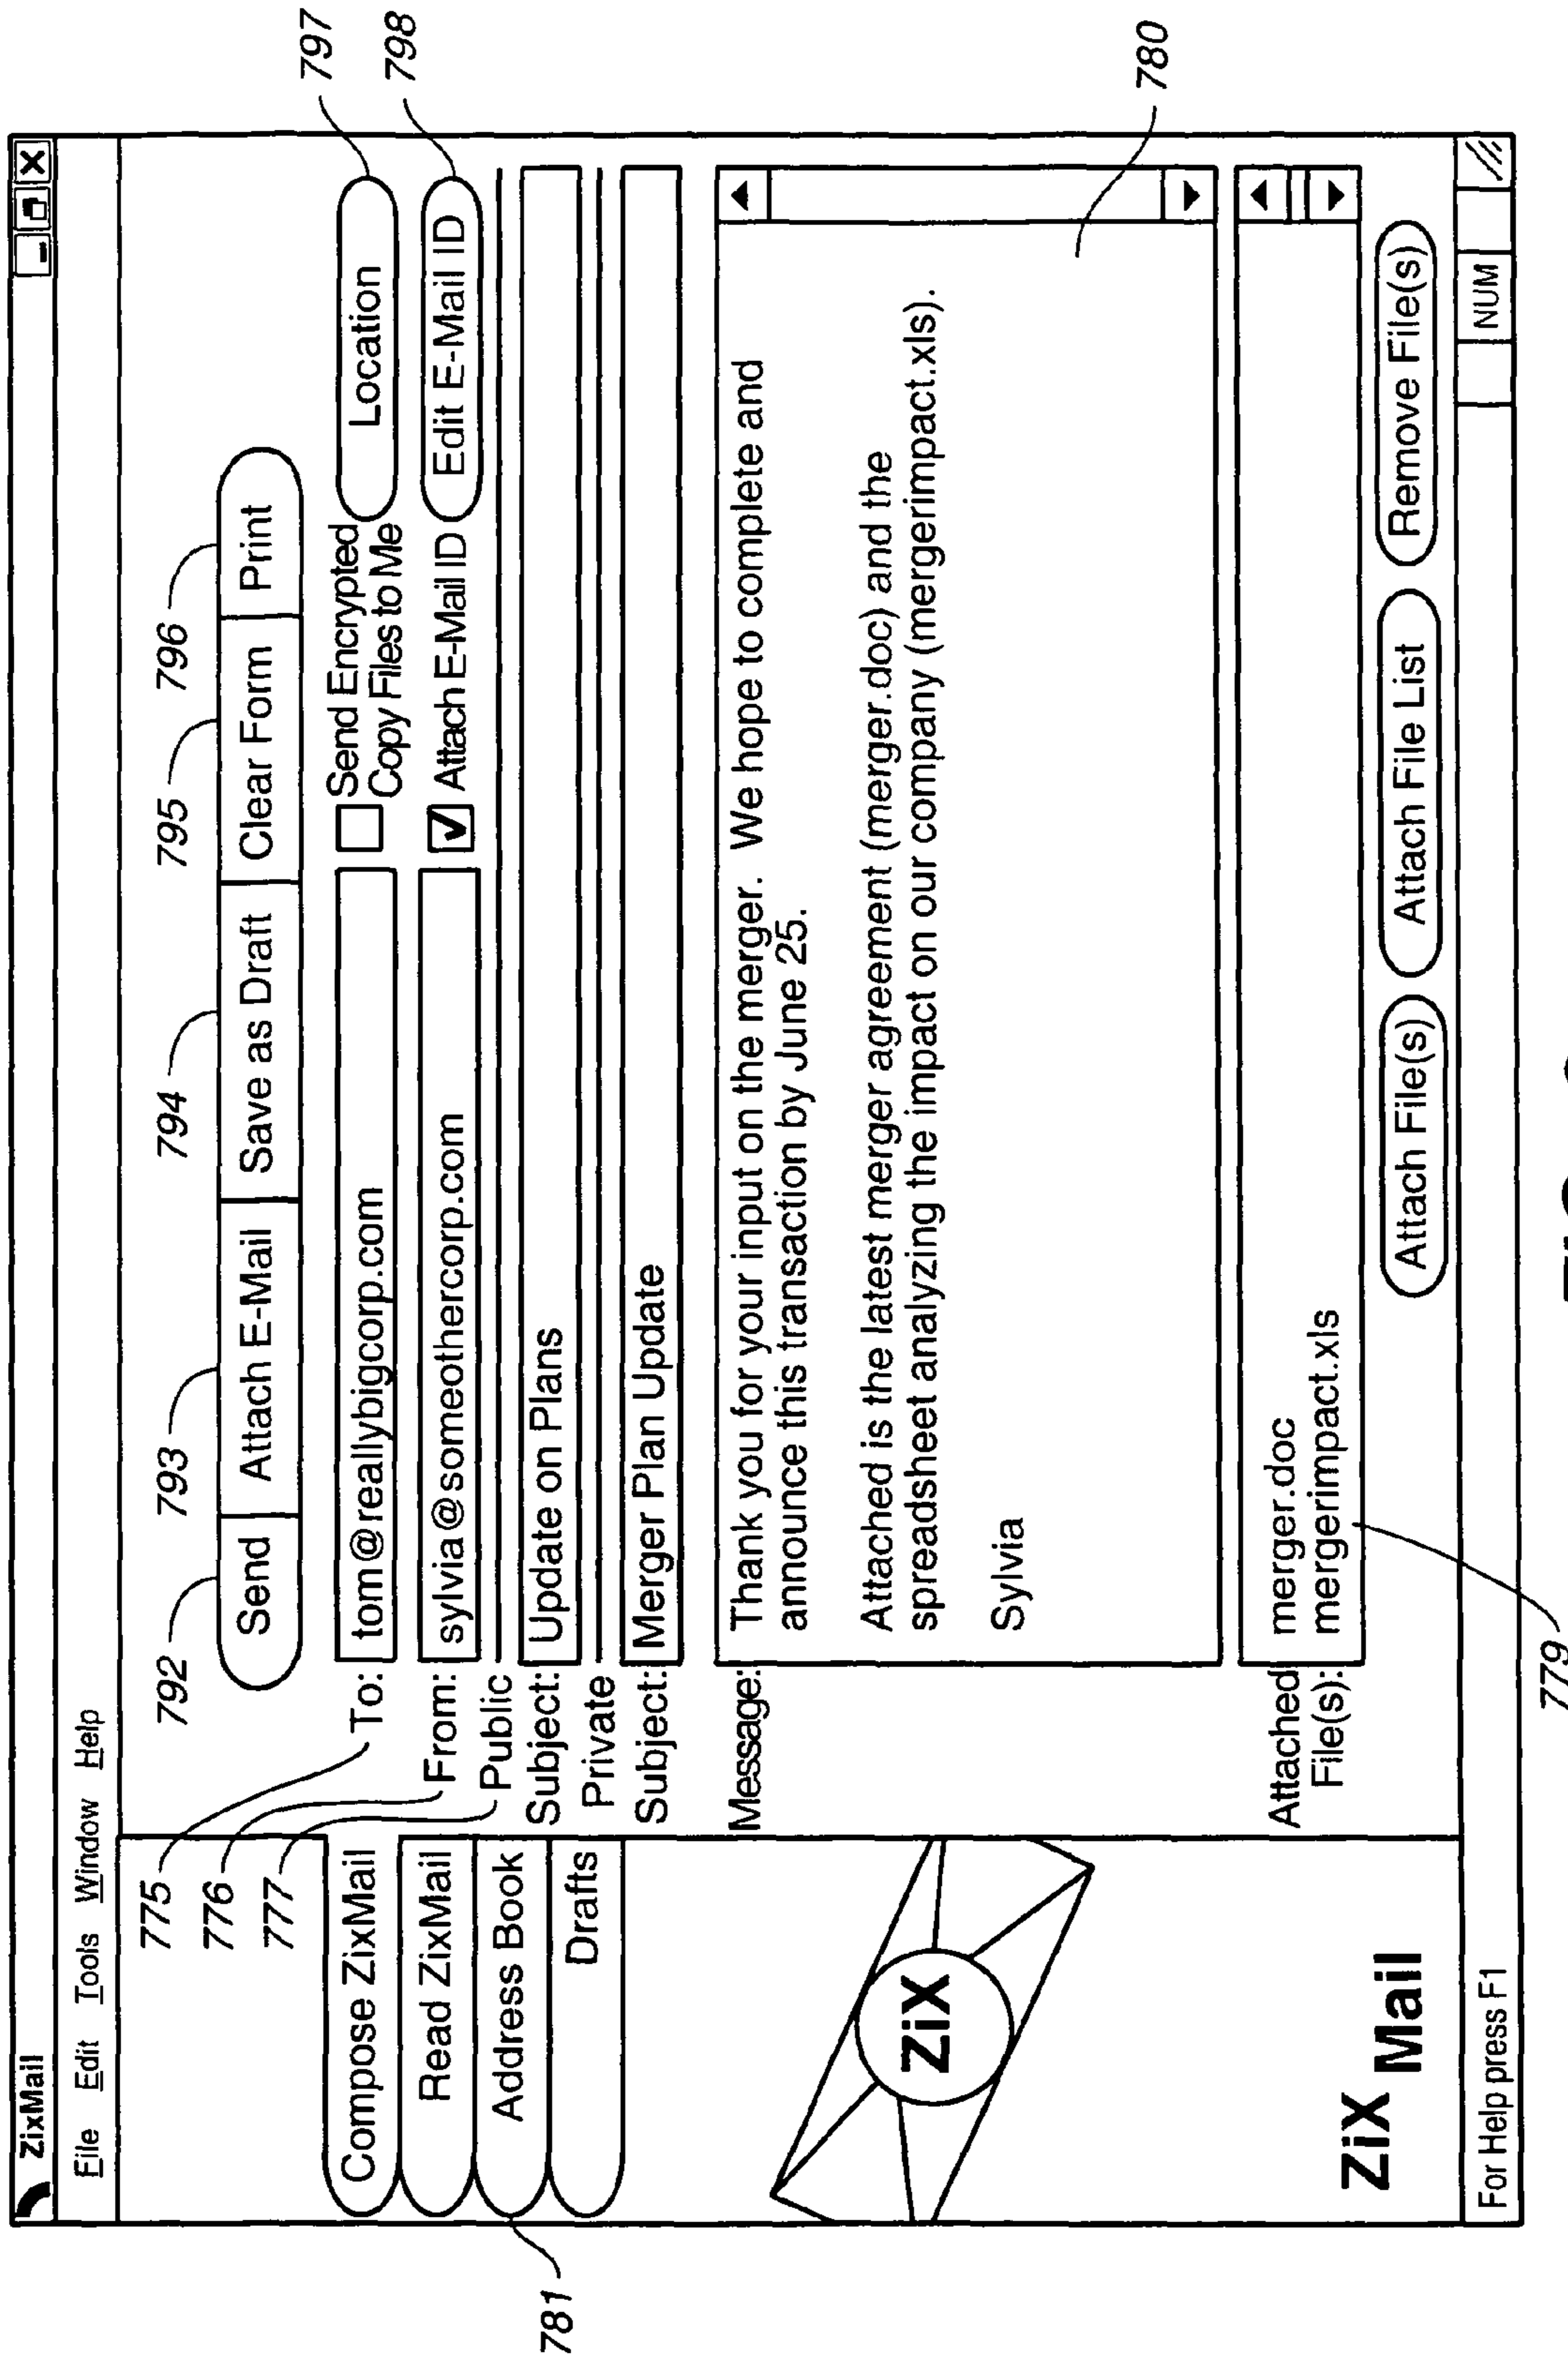 ZixMail
File Edit Tools Window Help
792 793 794 795 796
Send Attach E-Mail Save as Draft Clear Form Print
775
To: tom@reallybigcorp.com Send Encrypted
Copy Files to Me Location 797
776
From: sylvia@someothercorp.com Attach E-Mail ID Edit E-Mail ID 798
777
Public
Subject: Update on Plans
Private
Subject: Merger Plan Update
Message: Thank you for your input on the merger. We hope to complete and
announce this transaction by June 25.
Attached is the latest merger agreement (merger.doc) and the
spreadsheet analyzing the impact on our company (mergerimpact.xls).
Sylvia
780
Attached
File(s):
merger.doc
mergerimpact.xls
779
Attach File(s) Attach File List Remove File(s)
Compose ZixMail
Read ZixMail
Address Book
781
Drafts
ZiX
ZiX
Mail
For Help press F1 NUM